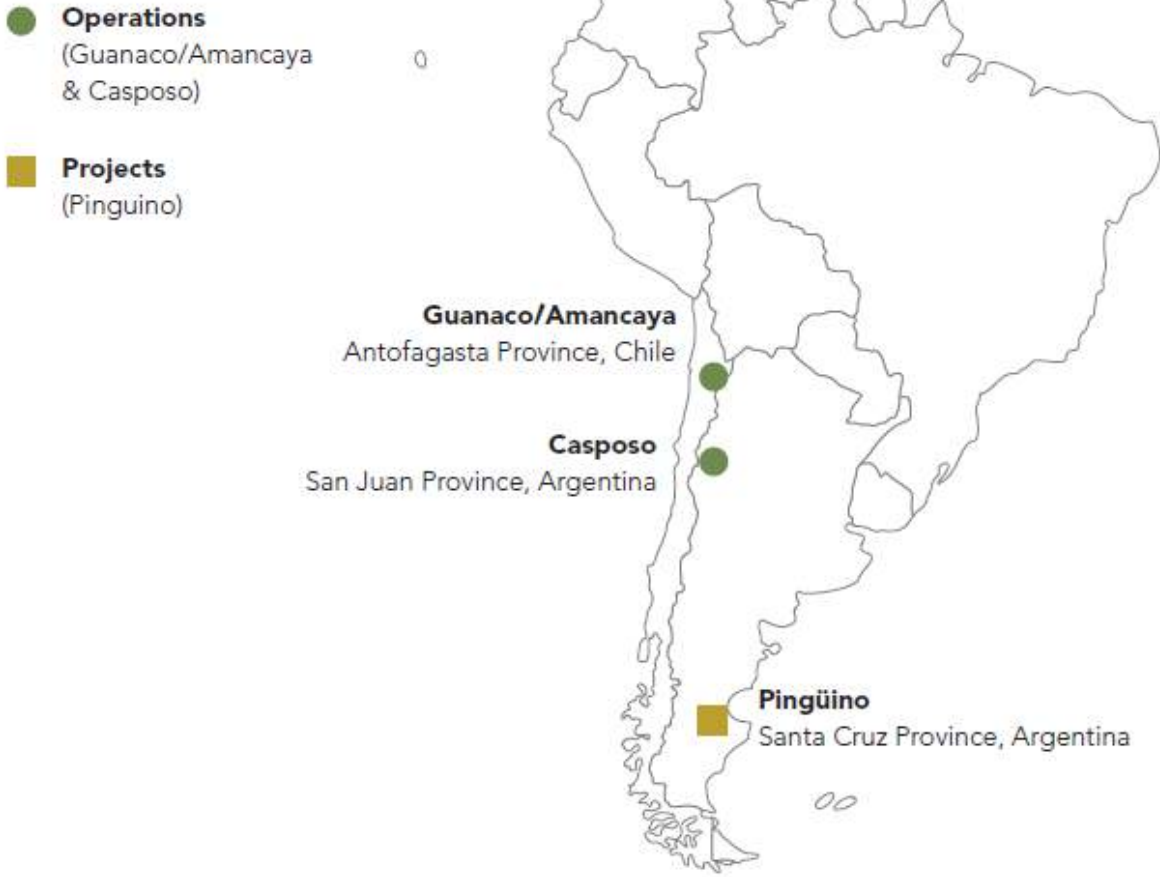 Operations
(Guanaco/Amancaya
& Casposo)
Projects
(Pinguino)
Guanaco/Amancaya
Antofagasta Province, Chile
Casposo
San Juan Province, Argentina
Pingüino
Santa Cruz Province, Argentina